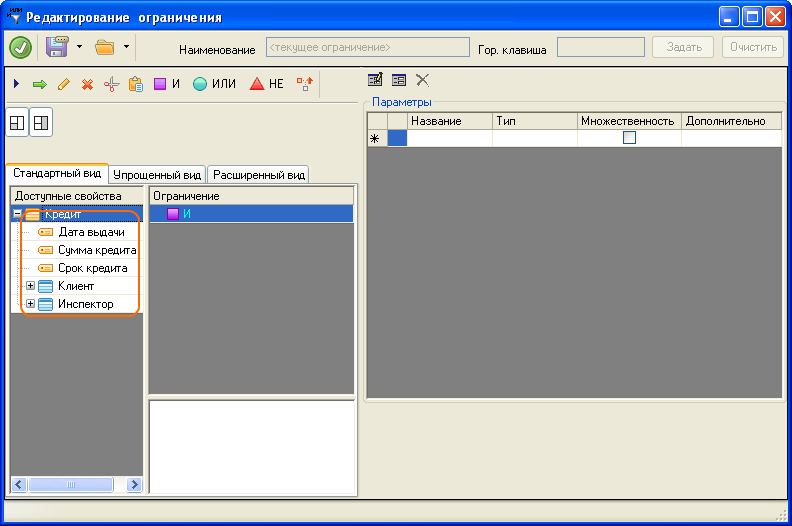 Редактирование ограничения
Наименование <текущее ограничение> Гор. клавиша Задать Очистить
И ИЛИ НЕ
Параметры
Название Тип Множественность Дополнительно
Стандартный вид Упрощенный вид Расширенный вид
Доступные свойства Ограничение
Кредит И
Дата выдачи
Сумма кредита
Срок кредита
Клиент
Инспектор